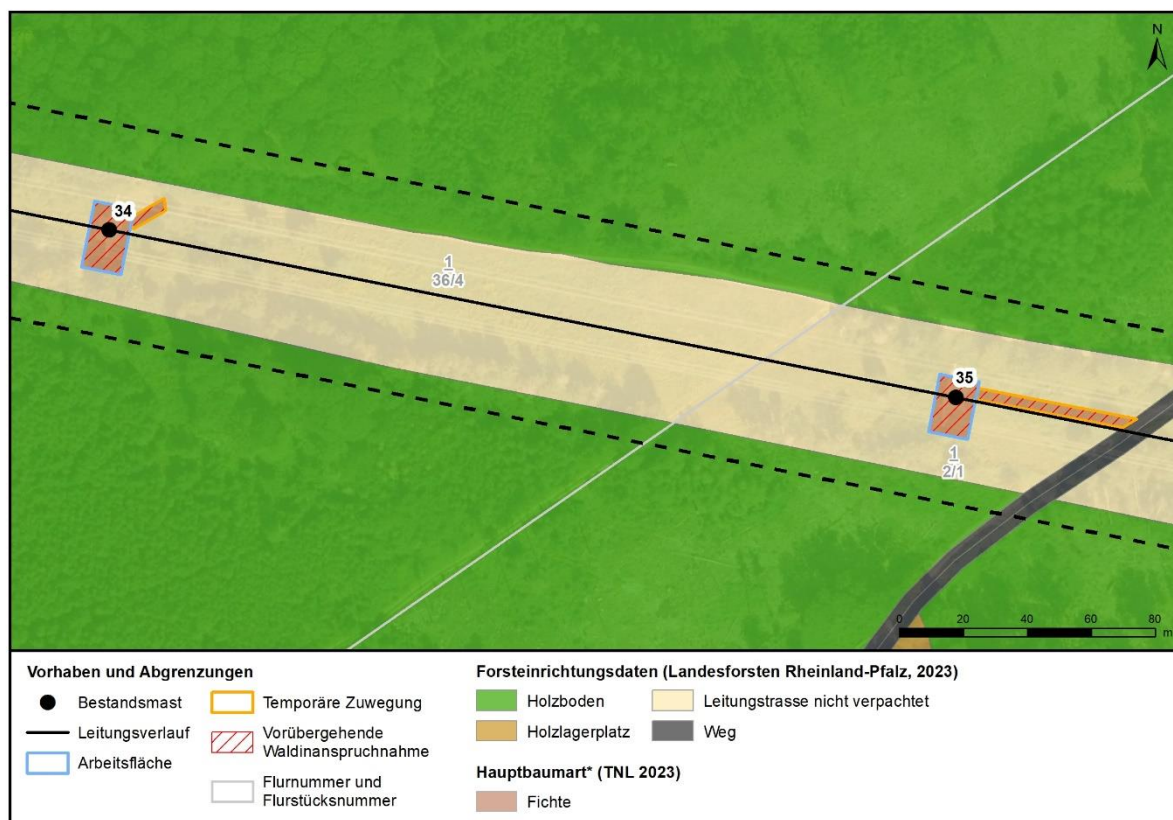 N
34
1
36/4
35
1
2/1
0 20 40 60 80
m
Vorhaben und Abgrenzungen
Bestandsmast
Leitungsverlauf
Arbeitsfläche
Temporäre Zuwegung
Vorübergehende
Waldinanspruchnahme
Flurnummer und
Flurstücksnummer
Forsteinrichtungsdaten (Landesforsten Rheinland-Pfalz, 2023)
Holzboden
Holzlagerplatz
Leitungstrasse nicht verpachtet
Weg
Hauptbaumart* (TNL 2023)
Fichte